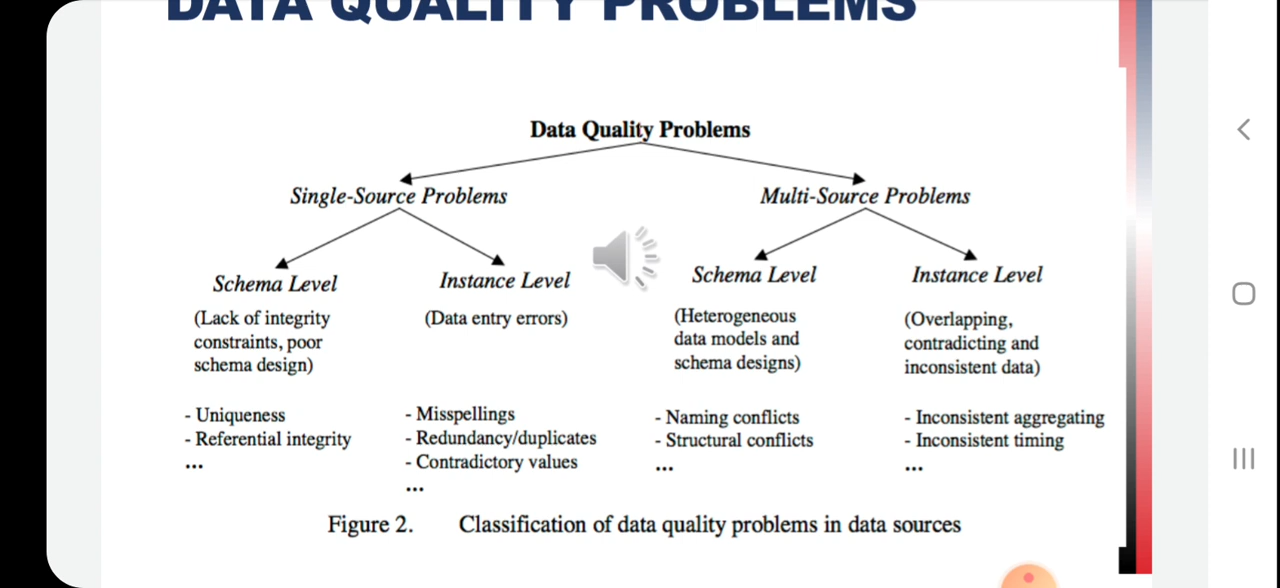 DATA QUALITY PROBLEMS
Data Quality Problems
Single-Source Problems
Multi-Source Problems
Schema Level
(Lack of integrity
constraints, poor
schema design)
- Uniqueness
- Referential integrity
...
Instance Level
(Data entry errors)
- Misspellings
- Redundancy/duplicates
- Contradictory values
...
Schema Level
(Heterogeneous
data models and
schema designs)
- Naming conflicts
- Structural conflicts
...
Instance Level
(Overlapping,
contradicting and
inconsistent data)
- Inconsistent aggregating
- Inconsistent timing
...
Figure 2. Classification of data quality problems in data sources